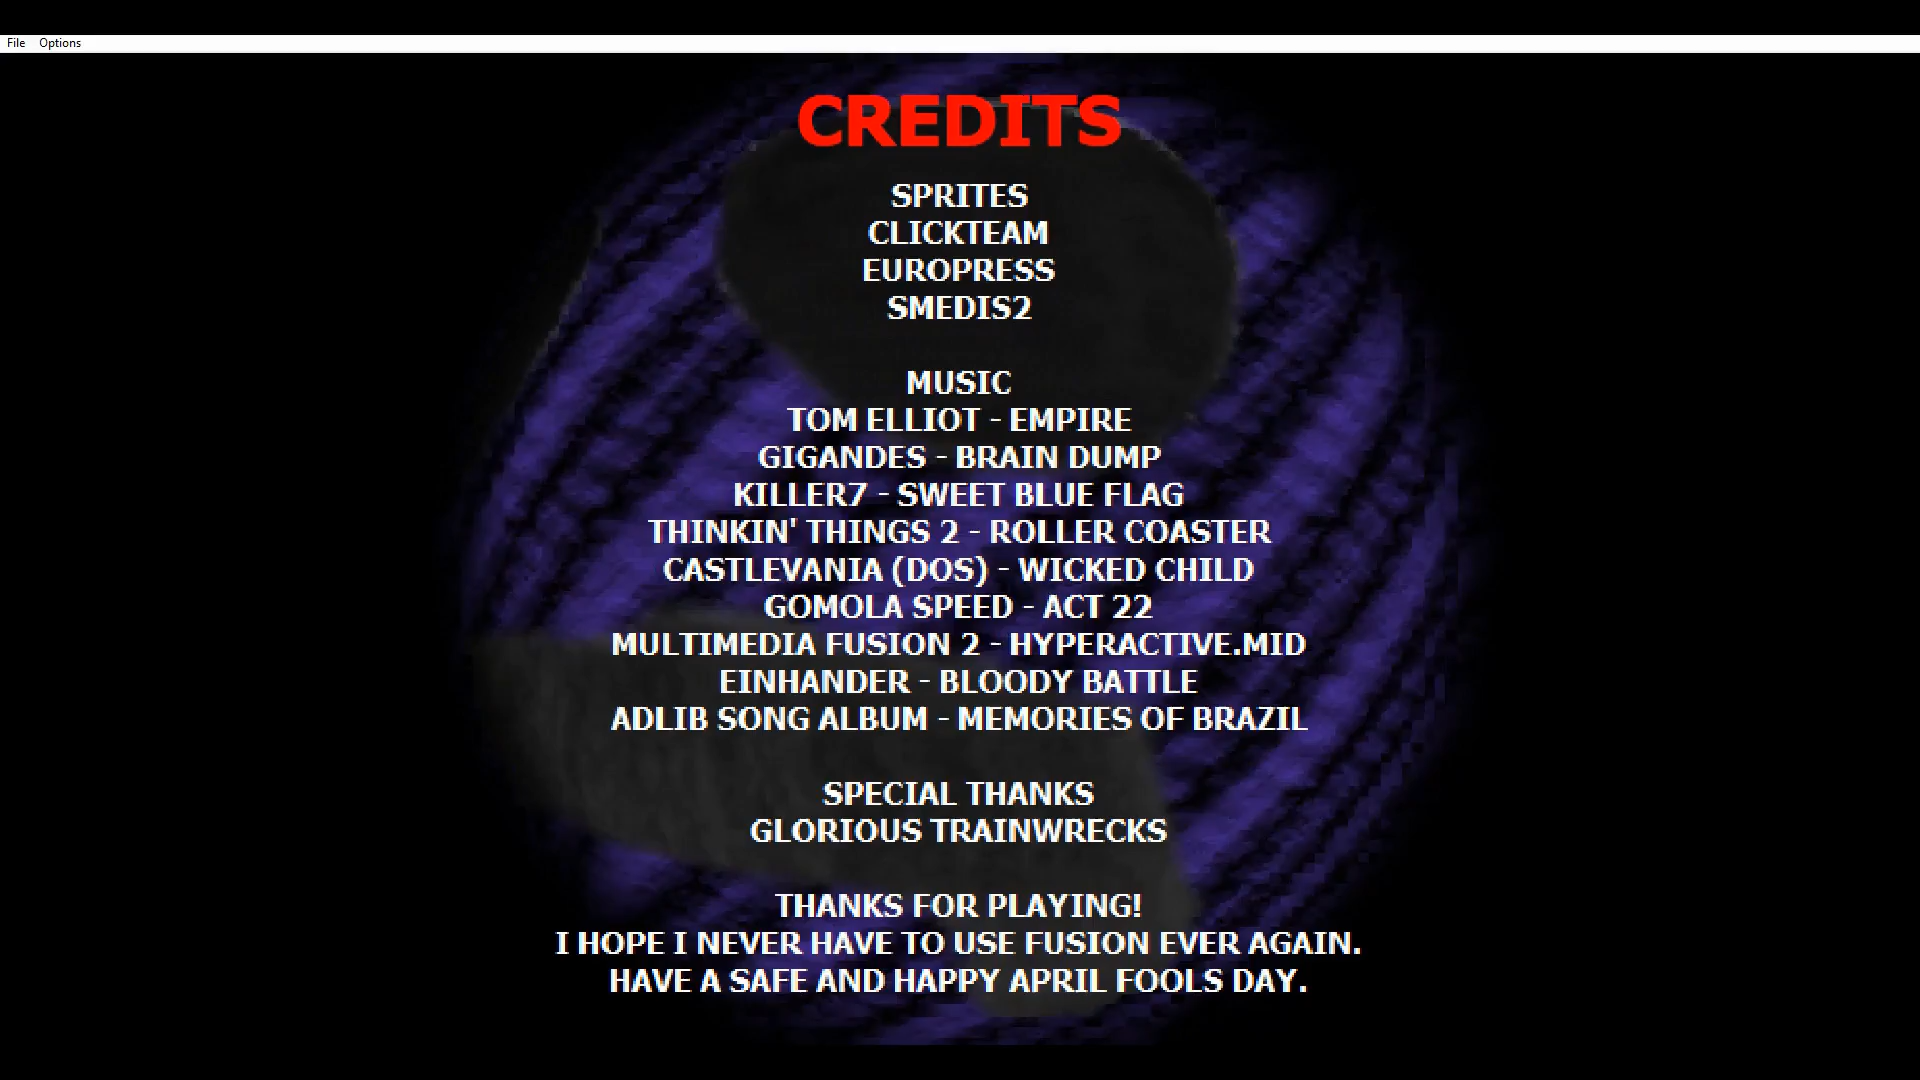 File Options
CREDITS
SPRITES
CLICKTEAM
EUROPRESS
SMEDIS2
MUSIC
TOM ELLIOT - EMPIRE
GIGANDES - BRAIN DUMP
KILLER7 - SWEET BLUE FLAG
THINKIN' THINGS 2 - ROLLER COASTER
CASTLEVANIA (DOS) - WICKED CHILD
GOMOLA SPEED - ACT 22
MULTIMEDIA FUSION 2 - HYPERACTIVE.MID
EINHANDER - BLOODY BATTLE
ADLIB SONG ALBUM - MEMORIES OF BRAZIL
SPECIAL THANKS
GLORIOUS TRAINWRECKS
THANKS FOR PLAYING!
I HOPE I NEVER HAVE TO USE FUSION EVER AGAIN.
HAVE A SAFE AND HAPPY APRIL FOOLS DAY.